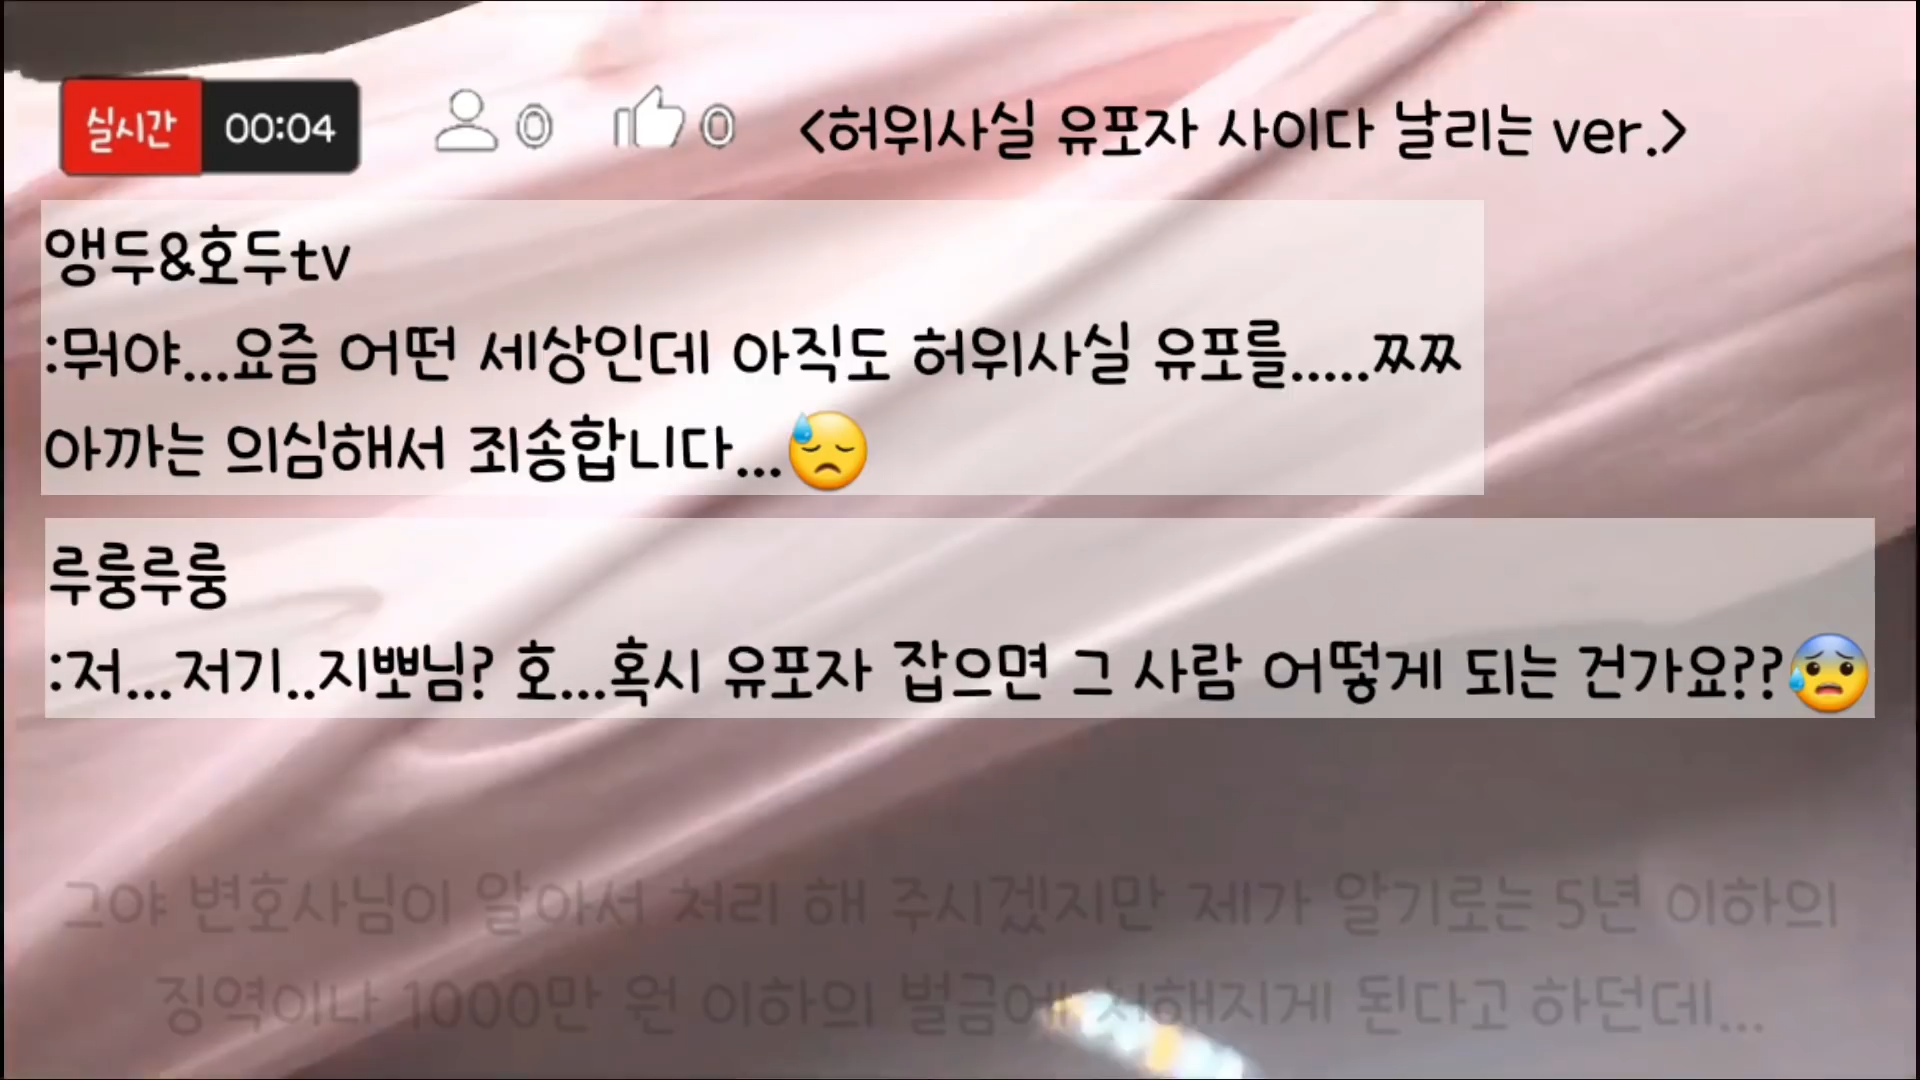 실시간 00:04 0 0 <허위사실 유포자 사이다 날리는 ver.>
앵두&호두tv
:뭐야...요즘 어떤 세상인데 아직도 허위사실 유포를.....쯔쯔
아까는 의심해서 죄송합니다...😓
루룽루룽
:저...저기..지뽀님? 호...혹시 유포자 잡으면 그 사람 어떻게 되는 건가요??😰
그야 변호사님이 알아서 처리 해 주시겠지만 제가 알기로는 5년 이하의
징역이나 1000만 원 이하의 벌금에 처해지게 된다고 하던데...